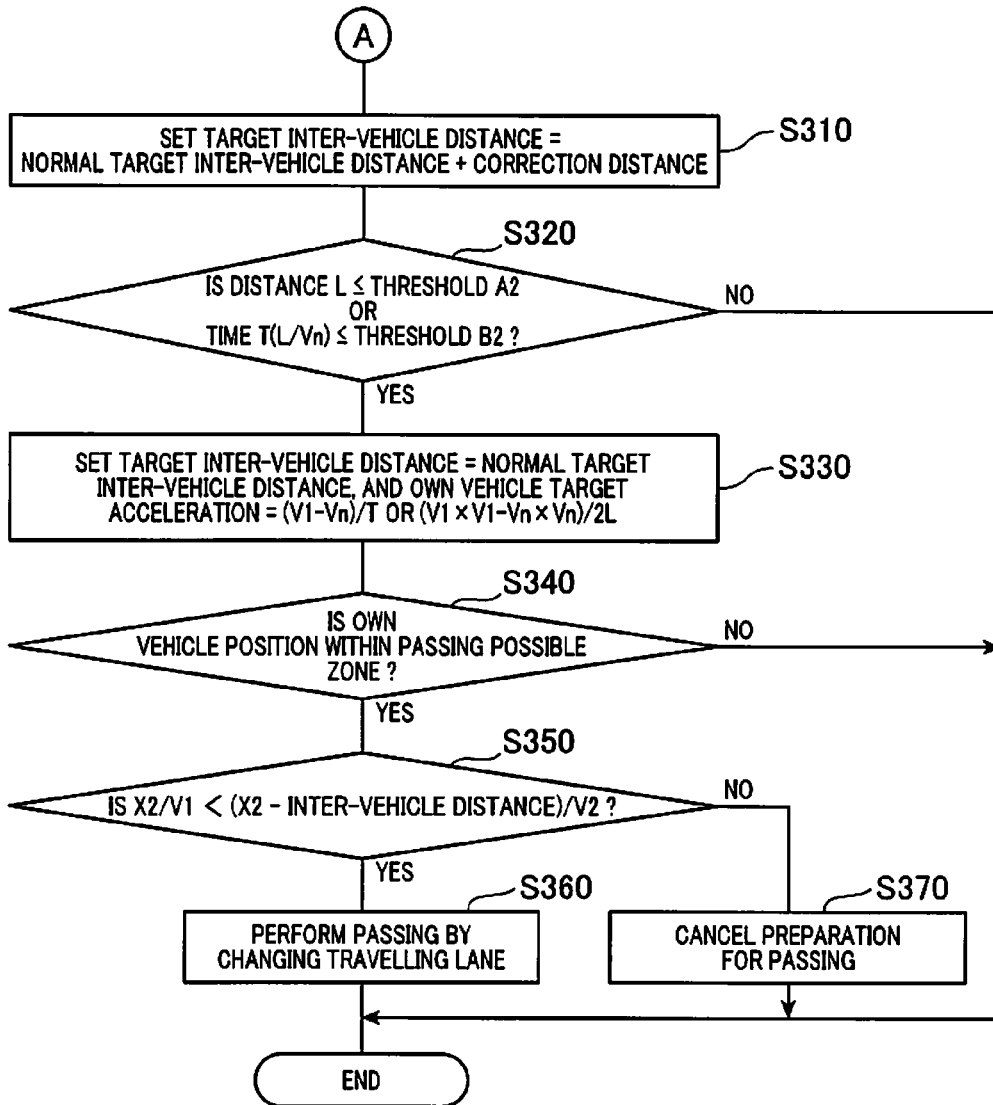 A
SET TARGET INTER-VEHICLE DISTANCE =
NORMAL TARGET INTER-VEHICLE DISTANCE + CORRECTION DISTANCE
S310
S320
IS DISTANCE L ≤ THRESHOLD A2
OR
TIME T(L/Vn) ≤ THRESHOLD B2 ?
NO
YES
SET TARGET INTER-VEHICLE DISTANCE = NORMAL TARGET
INTER-VEHICLE DISTANCE, AND OWN VEHICLE TARGET
ACCELERATION = (V1-Vn)/T OR (V1 × V1-Vn × Vn)/2L
S330
S340
IS OWN
VEHICLE POSITION WITHIN PASSING POSSIBLE
ZONE ?
NO
YES
S350
IS X2/V1 < (X2 - INTER-VEHICLE DISTANCE)/V2 ?
NO
YES
S360
PERFORM PASSING BY
CHANGING TRAVELLING LANE
S370
CANCEL PREPARATION
FOR PASSING
END